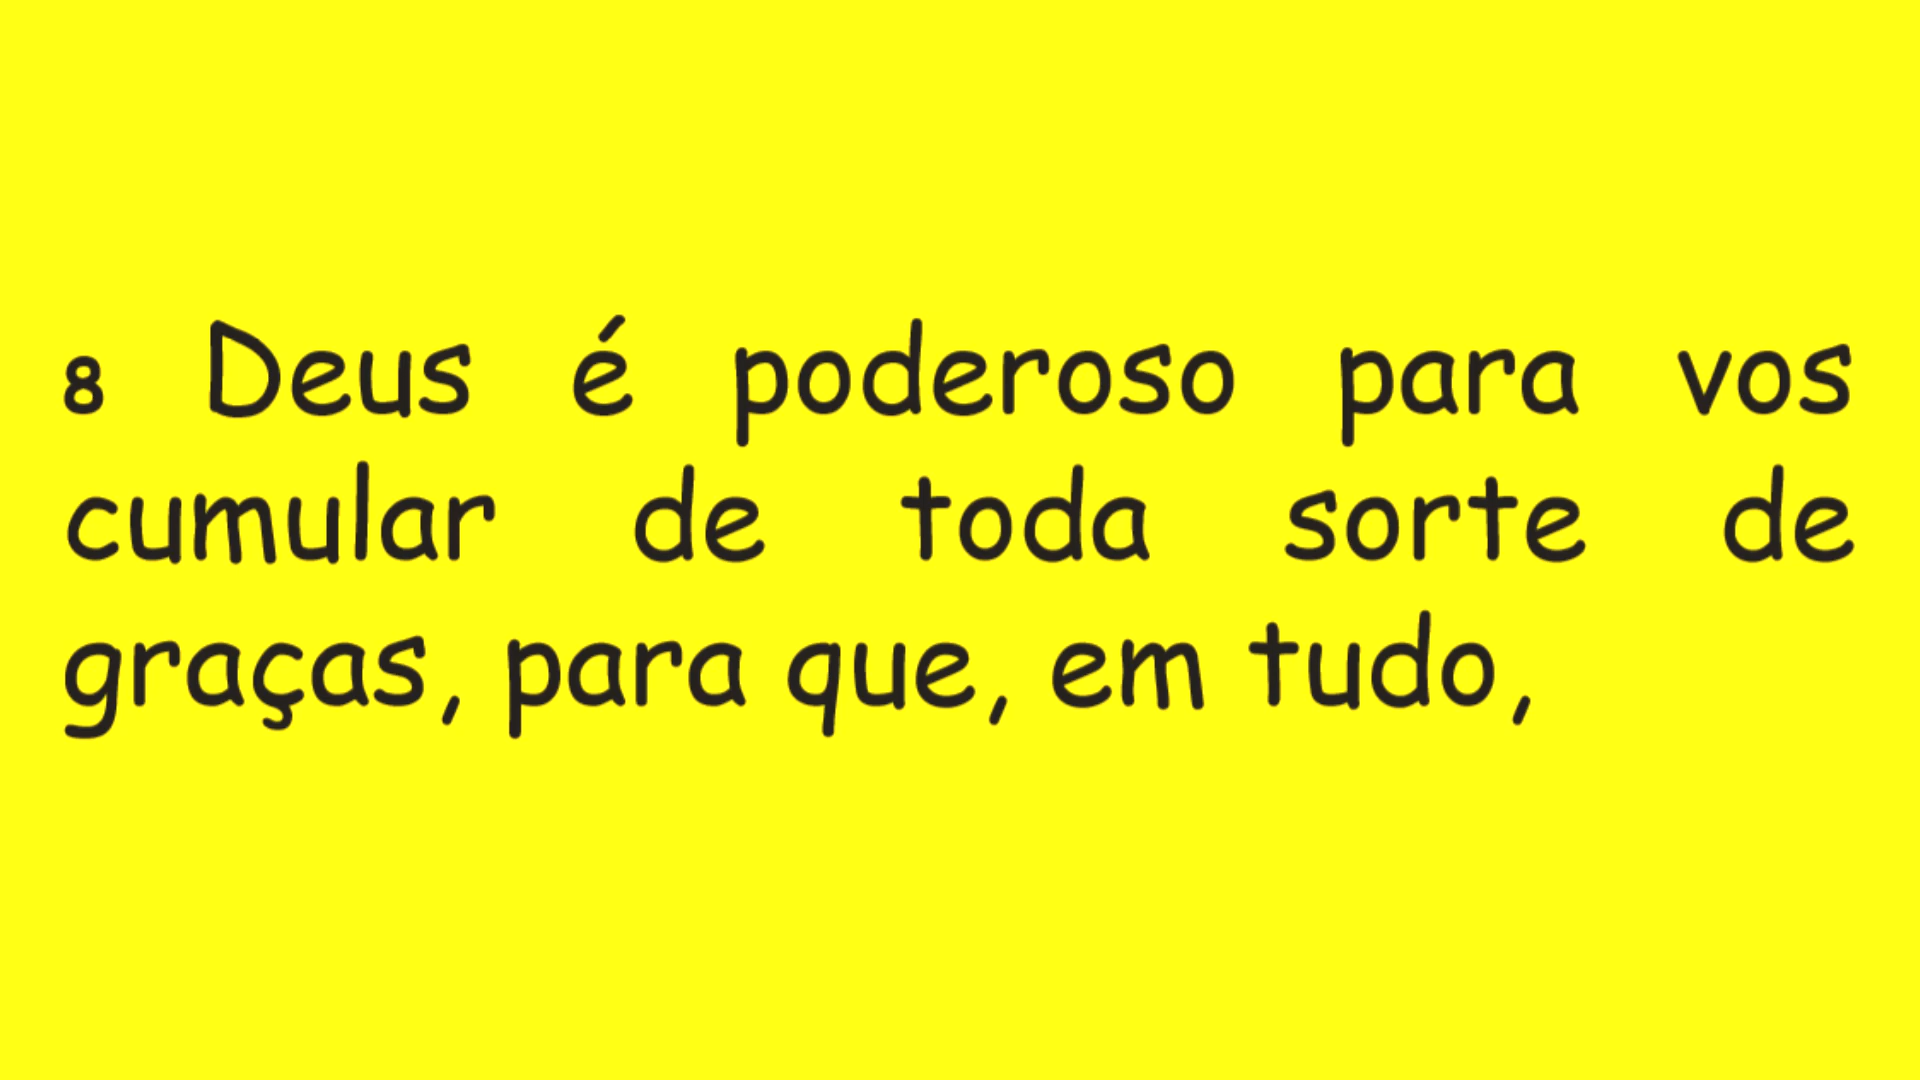 8 Deus é poderoso para vos
cumular de toda sorte de
graças, para que, em tudo,